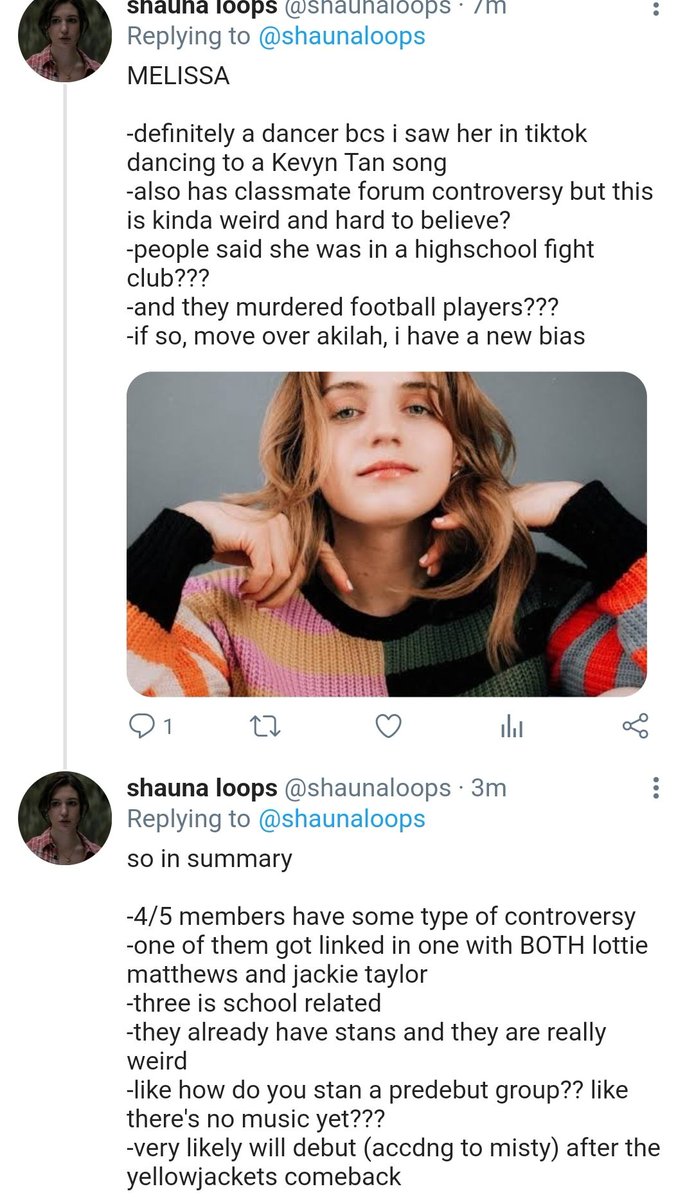 shauna loops @shaunaloops · 7m
Replying to @shaunaloops
MELISSA
-definitely a dancer bcs i saw her in tiktok
dancing to a Kevyn Tan song
-also has classmate forum controversy but this
is kinda weird and hard to believe?
-people said she was in a highschool fight
club???
-and they murdered football players???
-if so, move over akilah, i have a new bias
1
shauna loops @shaunaloops · 3m
Replying to @shaunaloops
so in summary
-4/5 members have some type of controversy
-one of them got linked in one with BOTH lottie
matthews and jackie taylor
-three is school related
-they already have stans and they are really
weird
-like how do you stan a predebut group?? like
there's no music yet???
-very likely will debut (accdng to misty) after the
yellowjackets comeback